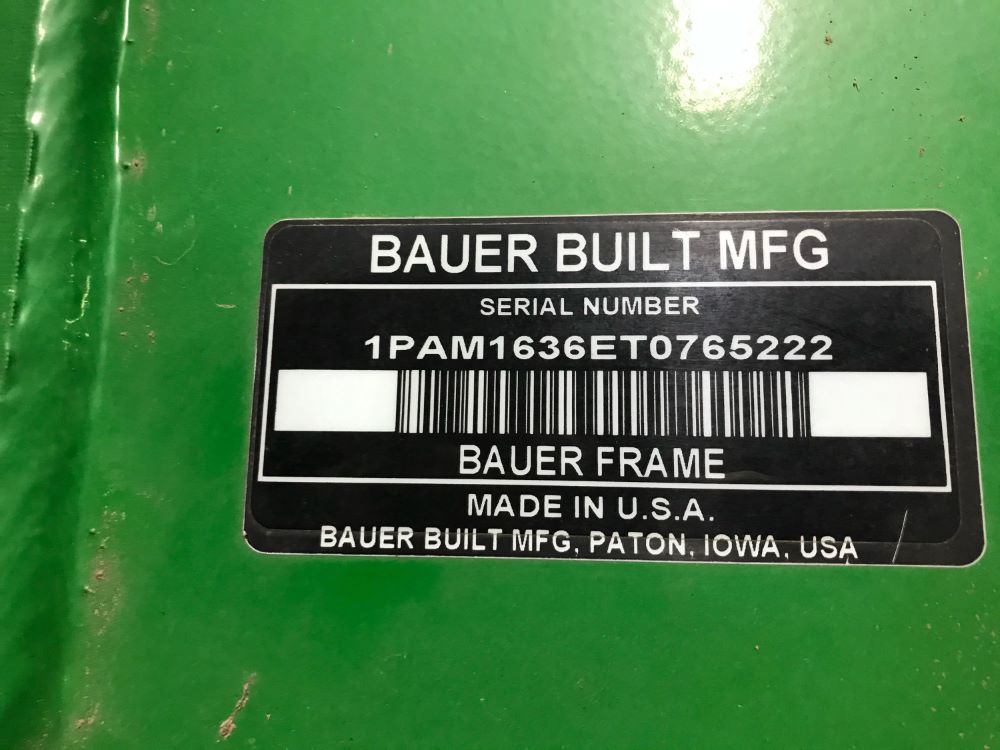 BAUER BUILT MFG
SERIAL NUMBER
1PAM1636ET0765222
BAUER FRAME
MADE IN U.S.A.
BAUER BUILT MFG, PATON, IOWA, USA